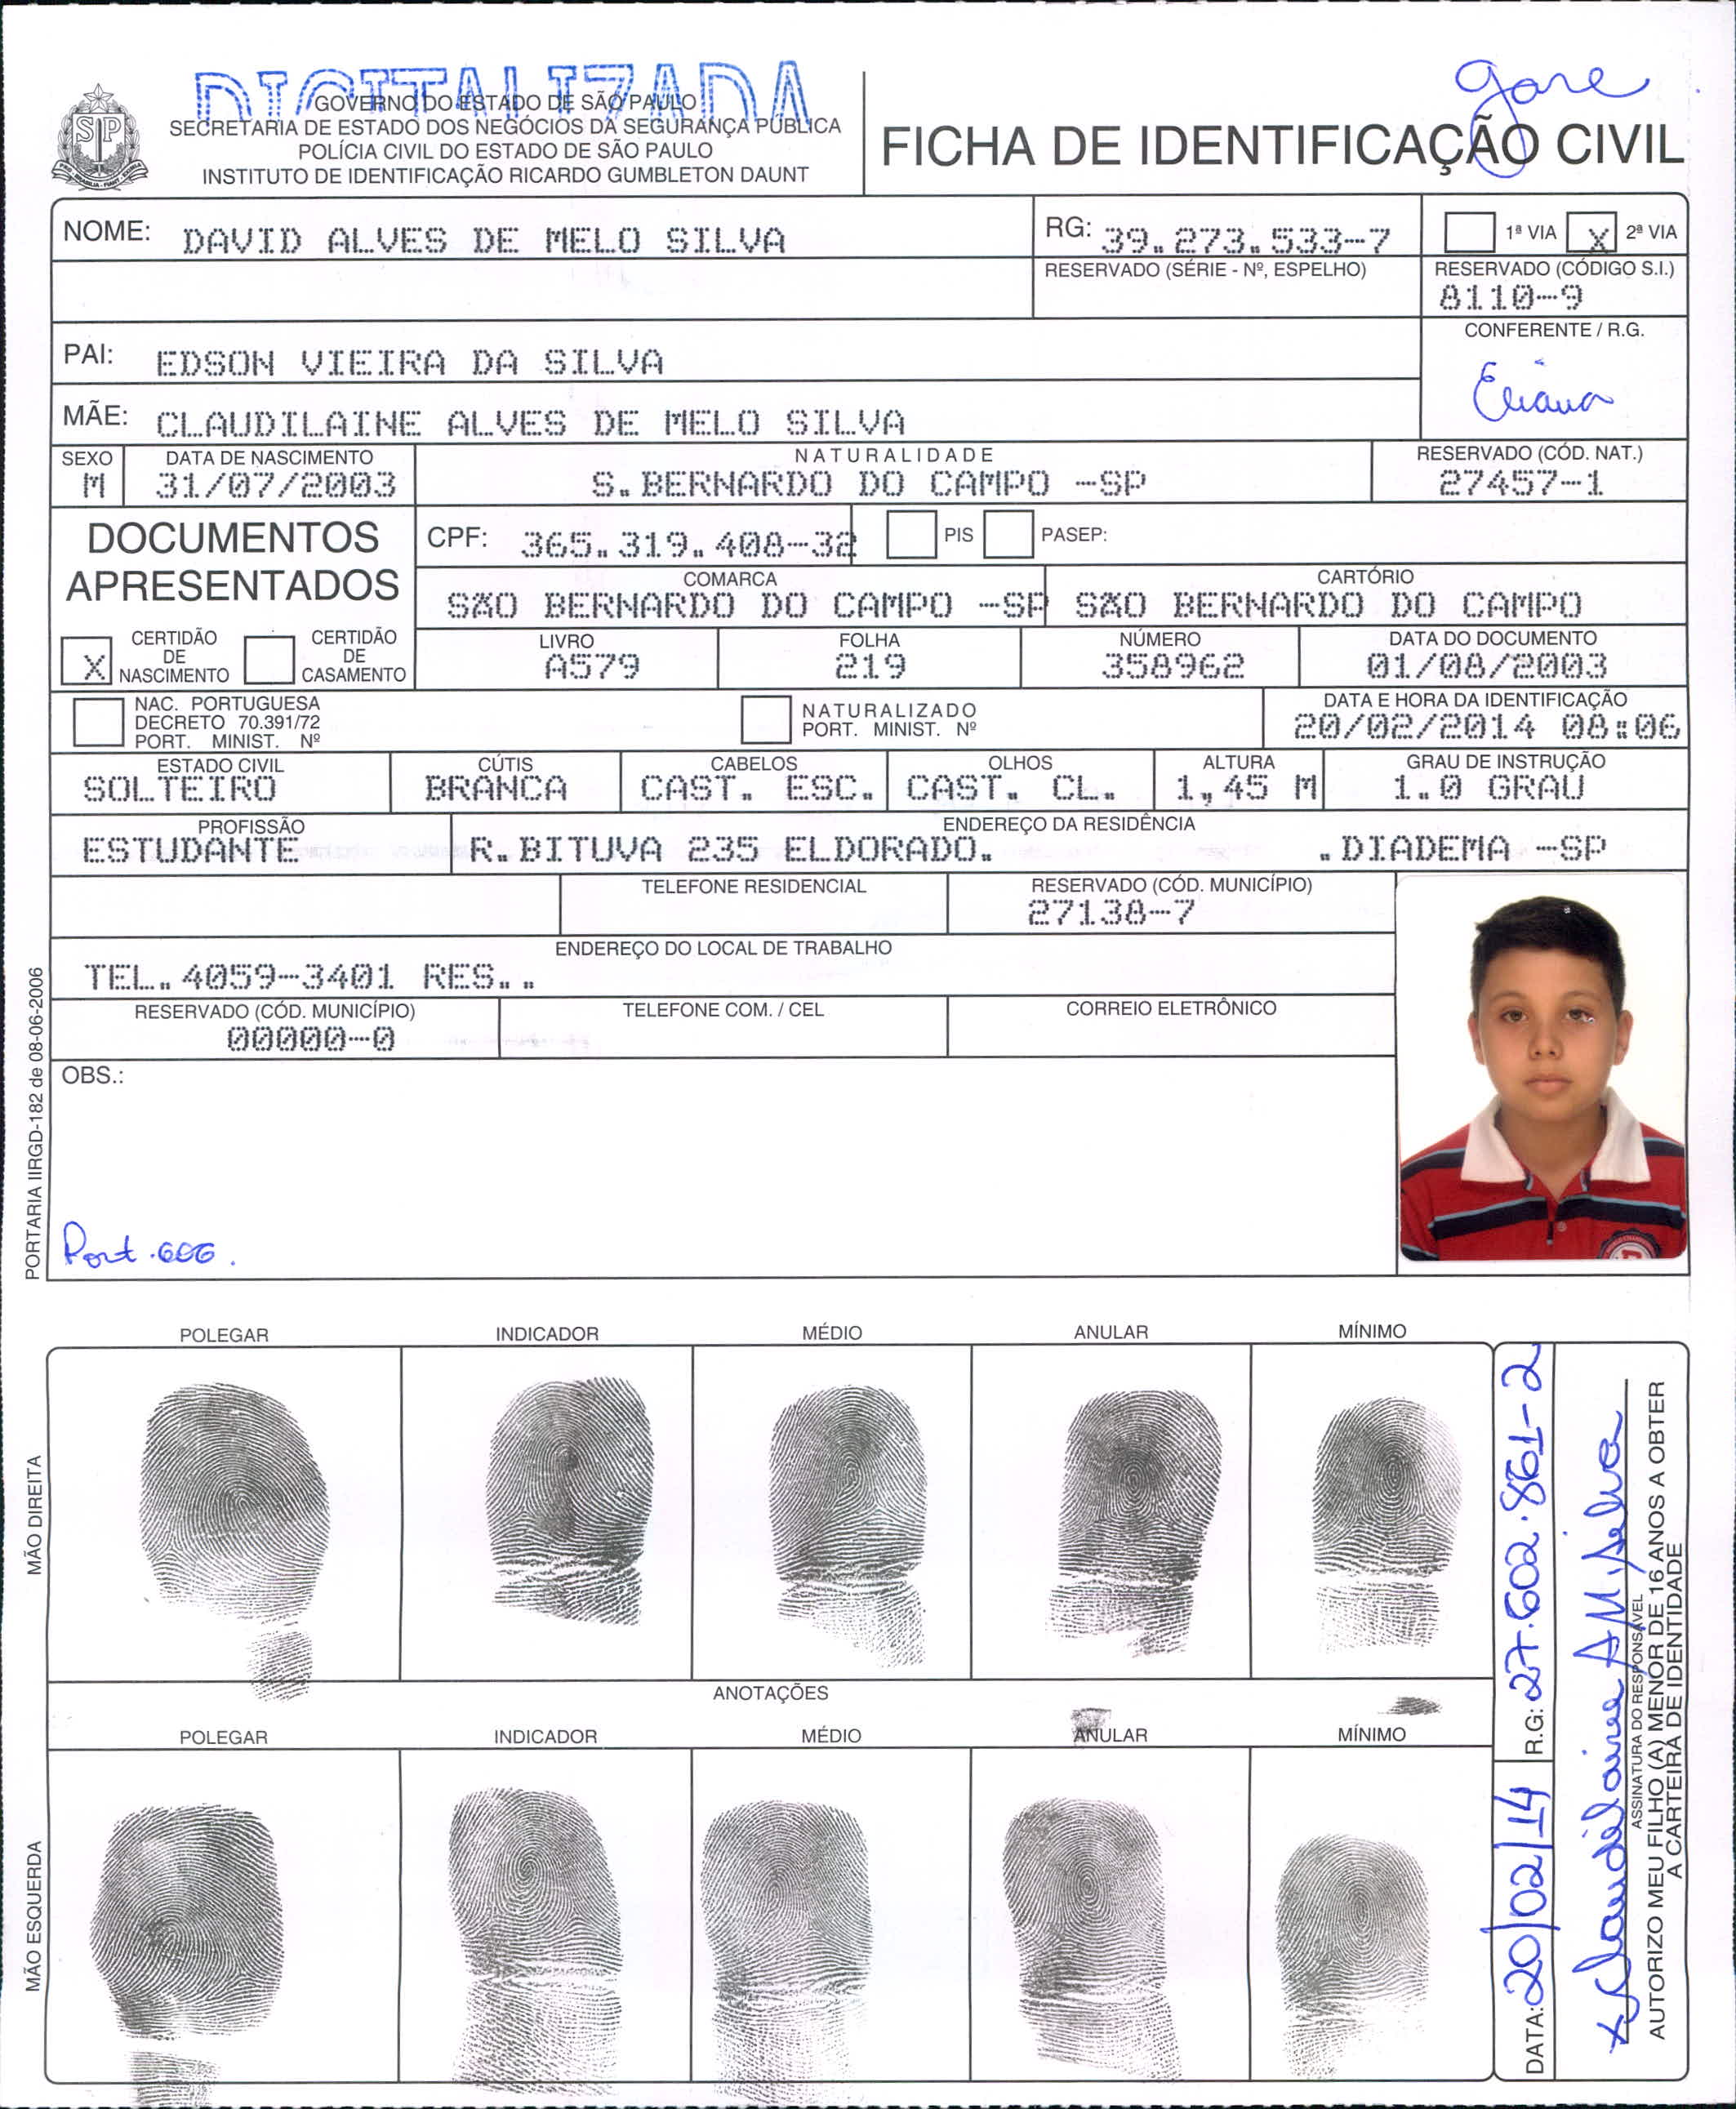 DIGITALIZADA
GOVERNO DO ESTADO DE SÃO PAULO
SECRETARIA DE ESTADO DOS NEGÓCIOS DA SEGURANÇA PÚBLICA
POLÍCIA CIVIL DO ESTADO DE SÃO PAULO
INSTITUTO DE IDENTIFICAÇÃO RICARDO GUMBLETON DAUNT
SP
gare
FICHA DE IDENTIFICAÇÃO CIVIL
NOME: DAVID ALVES DE MELO SILVA
RG: 39.273.533-7
1ª VIA X 2ª VIA
RESERVADO (SÉRIE - Nº, ESPELHO)
RESERVADO (CÓDIGO S.I.)
8110-9
PAI: EDSON VIEIRA DA SILVA
CONFERENTE / R.G.
Eliana
MÃE: CLAUDILAINE ALVES DE MELO SILVA
SEXO
M
DATA DE NASCIMENTO
31/07/2003
NATURALIDADE
S.BERNARDO DO CAMPO -SP
RESERVADO (CÓD. NAT.)
27457-1
DOCUMENTOS
APRESENTADOS
CPF: 365.319.408-32
PIS
PASEP:
COMARCA
SÃO BERNARDO DO CAMPO -SP
CARTÓRIO
SÃO BERNARDO DO CAMPO
X CERTIDÃO
DE
NASCIMENTO
CERTIDÃO
DE
CASAMENTO
LIVRO
A579
FOLHA
219
NÚMERO
358962
DATA DO DOCUMENTO
01/08/2003
NAC. PORTUGUESA
DECRETO 70.391/72
PORT. MINIST. Nº
NATURALIZADO
PORT. MINIST. Nº
DATA E HORA DA IDENTIFICAÇÃO
20/02/2014 08:06
ESTADO CIVIL
SOLTEIRO
CÚTIS
BRANCA
CABELOS
CAST. ESC.
OLHOS
CAST. CL.
ALTURA
1,45 M
GRAU DE INSTRUÇÃO
1.0 GRAU
PROFISSÃO
ESTUDANTE
ENDEREÇO DA RESIDÊNCIA
R.BITUVA 235 ELDORADO. .DIADEMA -SP
TELEFONE RESIDENCIAL
RESERVADO (CÓD. MUNICÍPIO)
27138-7
ENDEREÇO DO LOCAL DE TRABALHO
TEL.4059-3401 RES..
RESERVADO (CÓD. MUNICÍPIO)
00000-0
TELEFONE COM. / CEL
CORREIO ELETRÔNICO
OBS.:
Port.606.
PORTARIA IIRGD-182 de 08-06-2006
POLEGAR INDICADOR MÉDIO ANULAR MÍNIMO
MÃO DIREITA
ANOTAÇÕES
POLEGAR INDICADOR MÉDIO ANULAR MÍNIMO
MÃO ESQUERDA
DATA: 20/02/14 R.G: 27.602.861-2
x Claudilaine A M Silva
ASSINATURA DO RESPONSÁVEL
AUTORIZO MEU FILHO (A) MENOR DE 16 ANOS A OBTER
A CARTEIRA DE IDENTIDADE